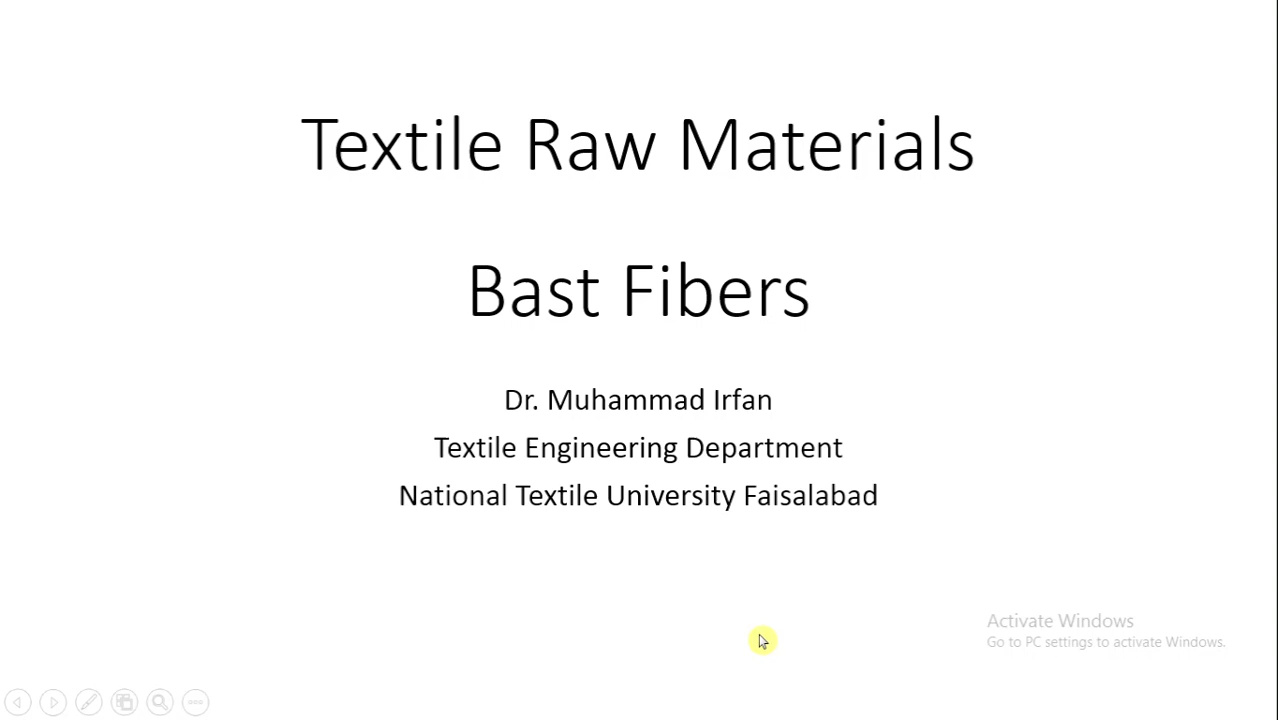 Textile Raw Materials
Bast Fibers
Dr. Muhammad Irfan
Textile Engineering Department
National Textile University Faisalabad
Activate Windows
Go to PC settings to activate Windows.